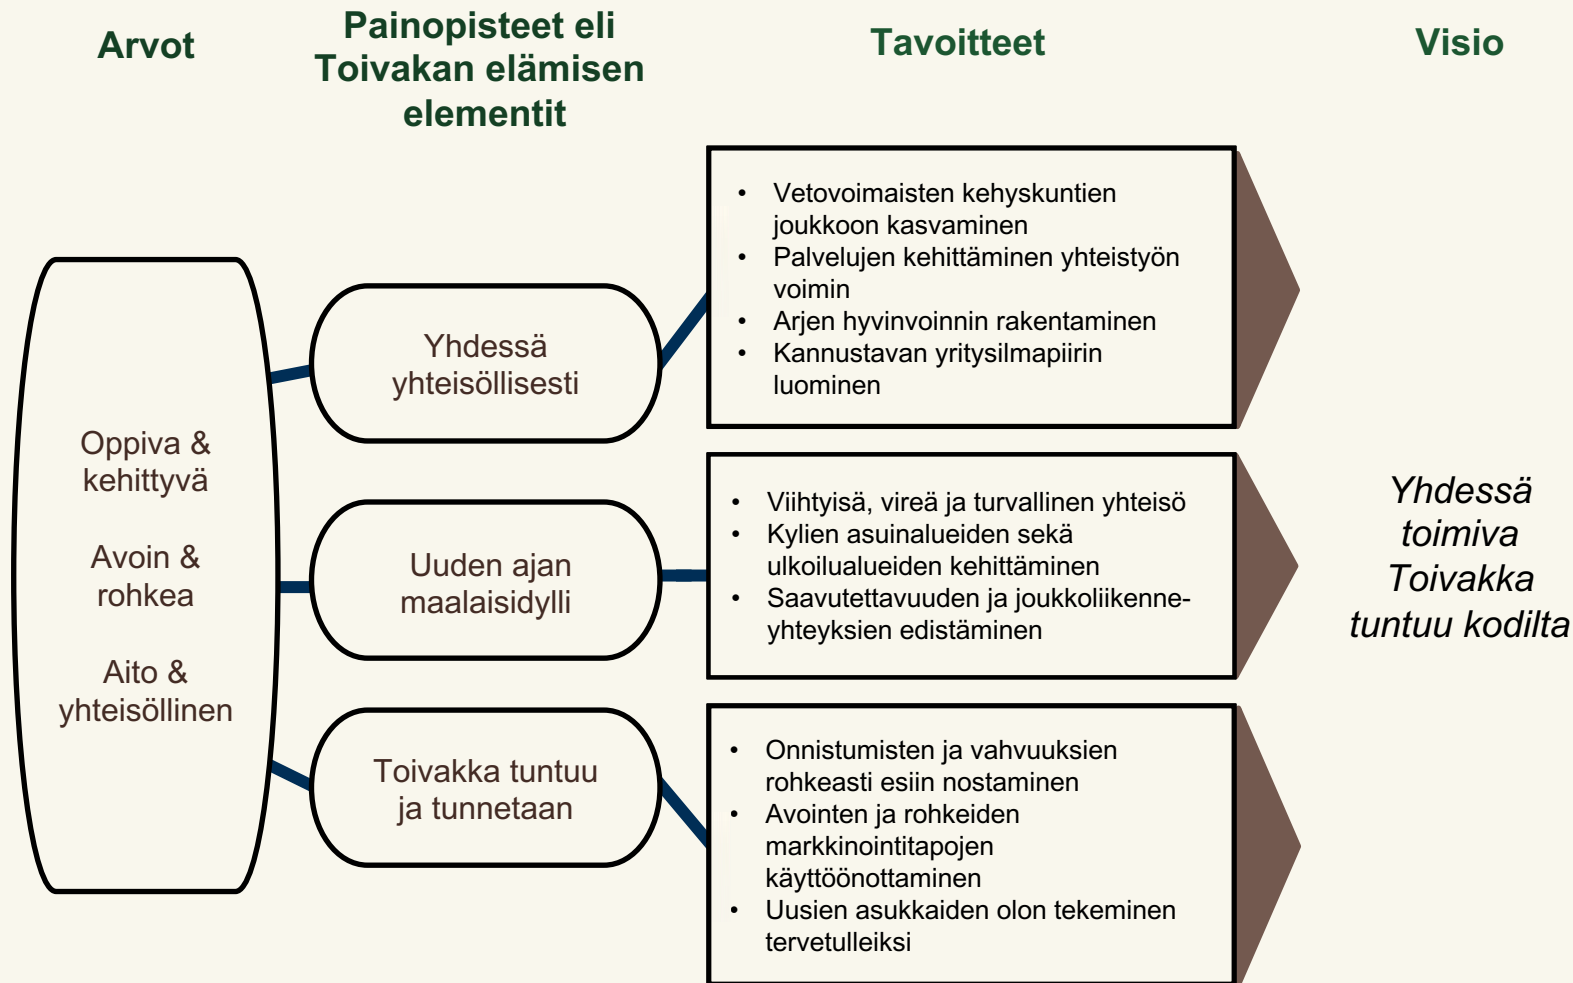 Arvot
Painopisteet eli
Toivakan elämisen
elementit
Tavoitteet
Visio
Oppiva &
kehittyvä
Avoin &
rohkea
Aito &
yhteisöllinen
Yhdessä
yhteisöllisesti
Uuden ajan
maalaisidylli
Toivakka tuntuu
ja tunnetaan
• Vetovoimaisten kehyskuntien
joukkoon kasvaminen
• Palvelujen kehittäminen yhteistyön
voimin
• Arjen hyvinvoinnin rakentaminen
• Kannustavan yritysilmapiirin
luominen
• Viihtyisä, vireä ja turvallinen yhteisö
• Kylien asuinalueiden sekä
ulkoilualueiden kehittäminen
• Saavutettavuuden ja joukkoliikenne-
yhteyksien edistäminen
• Onnistumisten ja vahvuuksien
rohkeasti esiin nostaminen
• Avointen ja rohkeiden
markkinointitapojen
käyttöönottaminen
• Uusien asukkaiden olon tekeminen
tervetulleiksi
Yhdessä
toimiva
Toivakka
tuntuu kodilta